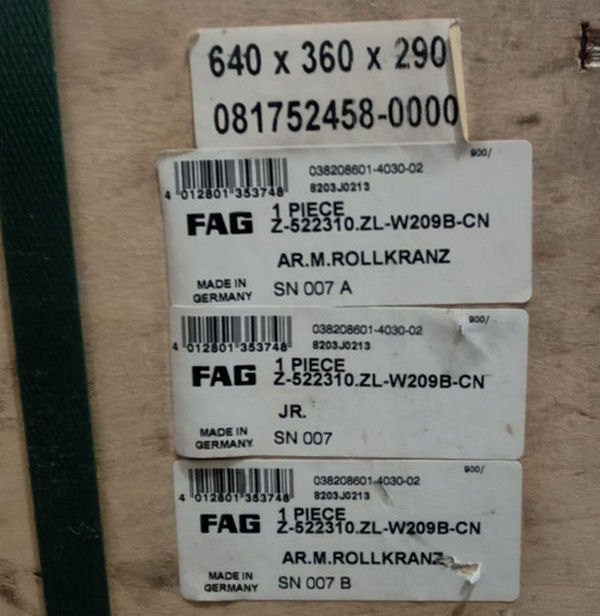 640 x 360 x 290
081752458-0000
900/
038208601-4030-02
8203J0213
4 012801 353748
1 PIECE
FAG Z-522310.ZL-W209B-CN
AR.M.ROLLKRANZ
MADE IN
GERMANY SN 007 A
900/
038208601-4030-02
8203J0213
4 012801 353748
1 PIECE
FAG Z-522310.ZL-W209B-CN
JR.
MADE IN
GERMANY SN 007
900/
038208601-4030-02
8203J0213
4 012801 353748
1 PIECE
FAG Z-522310.ZL-W209B-CN
AR.M.ROLLKRANZ
MADE IN
GERMANY SN 007 B